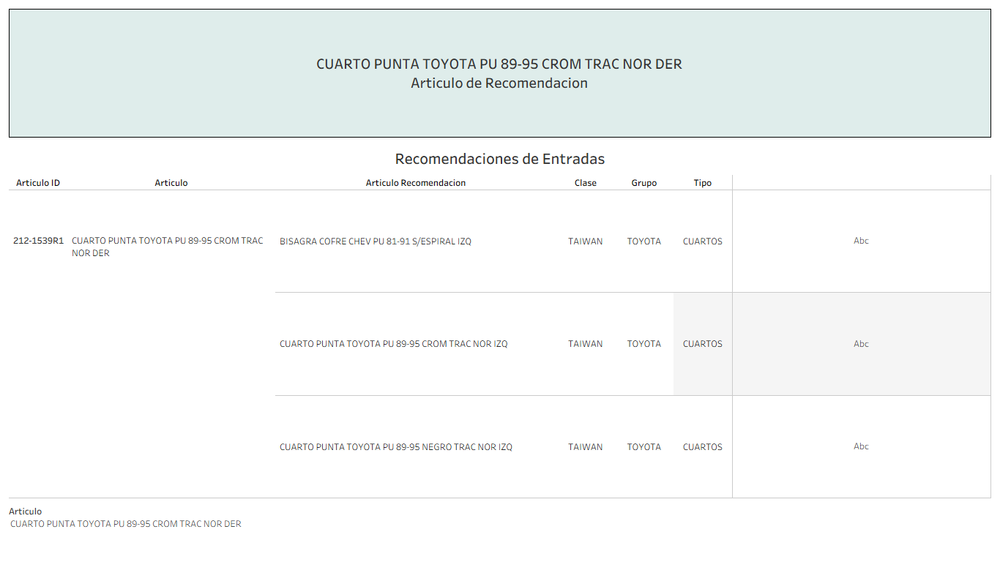 CUARTO PUNTA TOYOTA PU 89-95 CROM TRAC NOR DER
Articulo de Recomendacion
Recomendaciones de Entradas
Articulo ID Articulo Articulo Recomendacion Clase Grupo Tipo
212-1539R1 CUARTO PUNTA TOYOTA PU 89-95 CROM TRAC BISAGRA COFRE CHEV PU 81-91 S/ESPIRAL IZQ TAIWAN TOYOTA CUARTOS Abc
NOR DER
CUARTO PUNTA TOYOTA PU 89-95 CROM TRAC NOR IZQ TAIWAN TOYOTA CUARTOS Abc
CUARTO PUNTA TOYOTA PU 89-95 NEGRO TRAC NOR IZQ TAIWAN TOYOTA CUARTOS Abc
Articulo
CUARTO PUNTA TOYOTA PU 89-95 CROM TRAC NOR DER